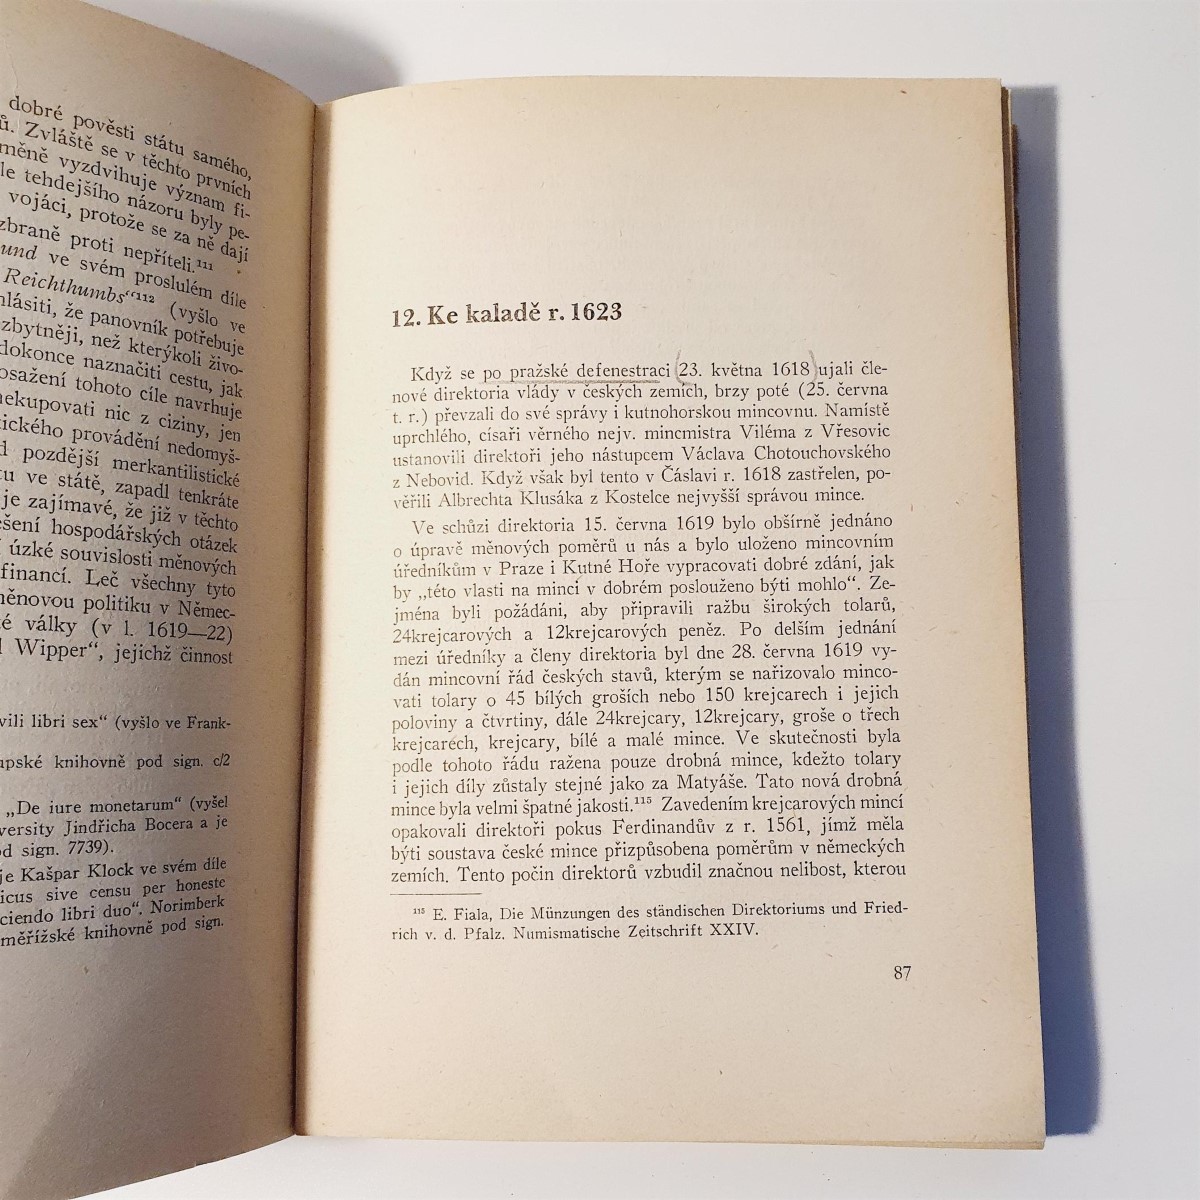 dobré pověsti státu samého,
ů. Zvláště se v těchto prvních
měně vyzdvihuje význam fi-
le tehdejšího názoru byly pe-
vojáci, protože se za ně dají
zbraně proti nepříteli.¹¹¹
und ve svém proslulém díle
Reichthumbs“¹¹² (vyšlo ve
hlásiti, že panovník potřebuje
zbytněji, než kterýkoli živo-
dokonce naznačiti cestu, jak
osažení tohoto cíle navrhuje
nekupovati nic z ciziny, jen
tického provádění nedomyš-
d pozdější merkantilistické
tu ve státě, zapadl tenkráte
je zajímavé, že již v těchto
ešení hospodářských otázek
í úzké souvislosti měnových
financí. Leč všechny tyto
měnovou politiku v Němec-
ké války (v l. 1619—22)
d Wipper“, jejichž činnost
vili libri sex“ (vyšlo ve Frank-
upské knihovně pod sign. c/2
„De iure monetarum“ (vyšel
versity Jindřicha Bocera a je
od sign. 7739).
je Kašpar Klock ve svém díle
icus sive censu per honeste
ciendo libri duo“. Norimberk
měřížské knihovně pod sign.
12. Ke kaladě r. 1623
Když se po pražské defenestraci (23. května 1618) ujali čle-
nové direktoria vlády v českých zemích, brzy poté (25. června
t. r.) převzali do své správy i kutnohorskou mincovnu. Namístě
uprchlého, císaři věrného nejv. mincmistra Viléma z Vřesovic
ustanovili direktoři jeho nástupcem Václava Chotouchovského
z Nebovid. Když však byl tento v Čáslavi r. 1618 zastřelen, po-
věřili Albrechta Klusáka z Kostelce nejvyšší správou mince.
Ve schůzi direktoria 15. června 1619 bylo obšírně jednáno
o úpravě měnových poměrů u nás a bylo uloženo mincovním
úředníkům v Praze i Kutné Hoře vypracovati dobré zdání, jak
by „této vlasti na minci v dobrém poslouženo býti mohlo“. Ze-
jména byli požádáni, aby připravili ražbu širokých tolarů,
24krejcarových a 12krejcarových peněz. Po delším jednání
mezi úředníky a členy direktoria byl dne 28. června 1619 vy-
dán mincovní řád českých stavů, kterým se nařizovalo minco-
vati tolary o 45 bílých groších nebo 150 krejcarech i jejich
poloviny a čtvrtiny, dále 24krejcary, 12krejcary, groše o třech
krejcarech, krejcary, bílé a malé mince. Ve skutečnosti byla
podle tohoto řádu ražena pouze drobná mince, kdežto tolary
i jejich díly zůstaly stejné jako za Matyáše. Tato nová drobná
mince byla velmi špatné jakosti.¹¹⁵ Zavedením krejcarových mincí
opakovali direktoři pokus Ferdinandův z r. 1561, jímž měla
býti soustava české mince přizpůsobena poměrům v německých
zemích. Tento počin direktorů vzbudil značnou nelibost, kterou
¹¹⁵ E. Fiala, Die Münzungen des ständischen Direktoriums und Fried-
rich v. d. Pfalz. Numismatische Zeitschrift XXIV.
87